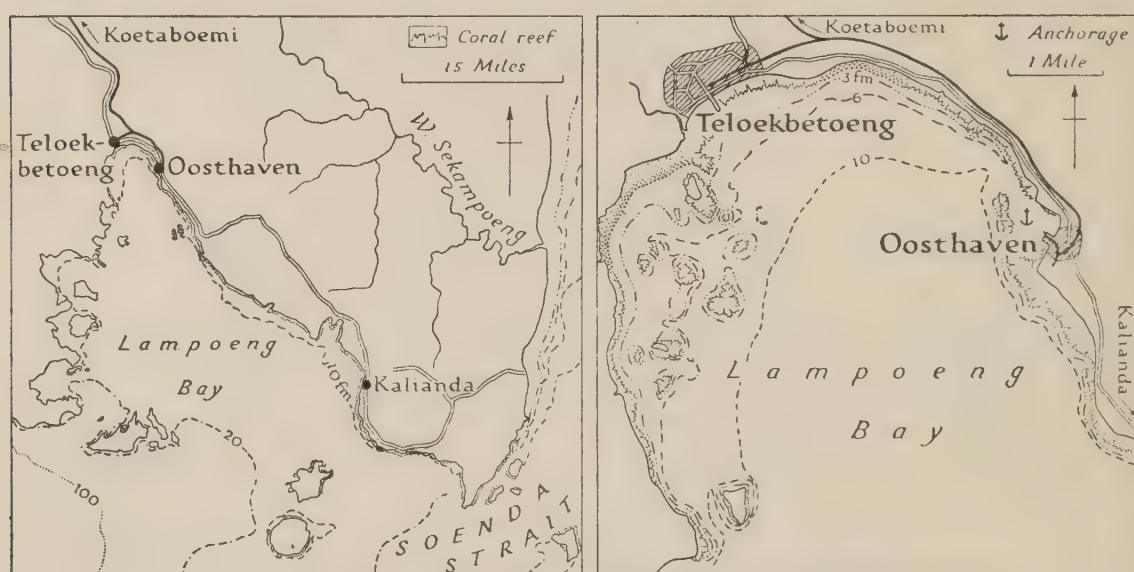 Koetaboemi
Coral reef
15 Miles
Teloek-
betoeng
Oosthaven
W. Sekampoeng
Lampoeng
Bay
10fm
Kalianda
20
100
SOENDA
STRAIT
Koetaboemi
Anchorage
1 Mile
3fm
6
Teloekbetoeng
10
Oosthaven
Kalianda
Lampoeng
Bay